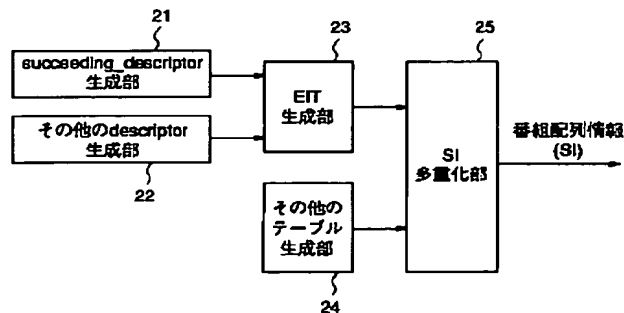 21
succeeding_descriptor
生成部
その他のdescriptor
生成部
22
23
EIT
生成部
その他の
テーブル
生成部
24
25
SI
多重化部
番組配列情報
(SI)